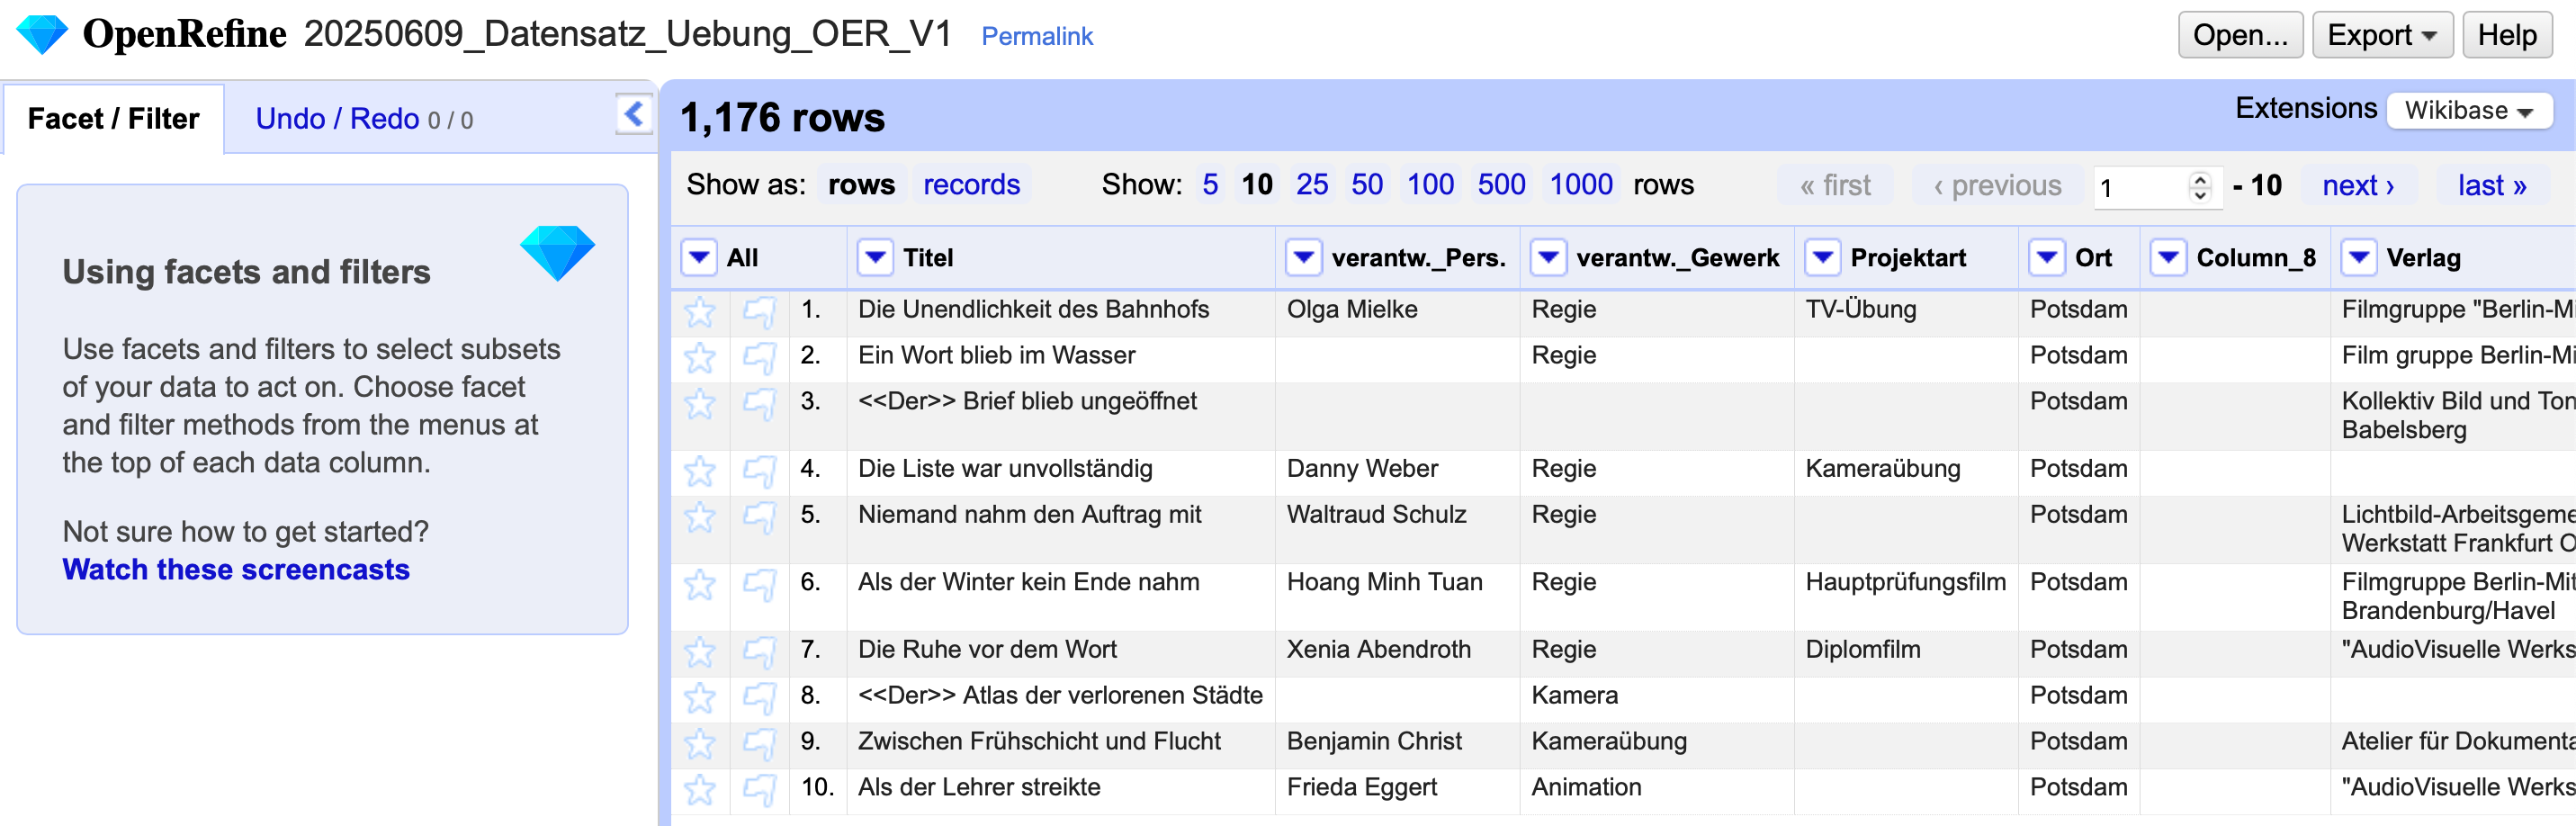 OpenRefine 20250609_Datensatz_Uebung_OER_V1 Permalink Open... Export Help
Facet / Filter Undo / Redo 0 / 0
Using facets and filters
Use facets and filters to select subsets
of your data to act on. Choose facet
and filter methods from the menus at
the top of each data column.
Not sure how to get started?
Watch these screencasts
1,176 rows Extensions Wikibase
Show as: rows records Show: 5 10 25 50 100 500 1000 rows « first ‹ previous 1 - 10 next › last »
All Titel verantw._Pers. verantw._Gewerk Projektart Ort Column_8 Verlag
1. Die Unendlichkeit des Bahnhofs Olga Mielke Regie TV-Übung Potsdam Filmgruppe "Berlin-M
2. Ein Wort blieb im Wasser Regie Potsdam Film gruppe Berlin-Mi
3. <<Der>> Brief blieb ungeöffnet Potsdam Kollektiv Bild und Ton
Babelsberg
4. Die Liste war unvollständig Danny Weber Regie Kameraübung Potsdam
5. Niemand nahm den Auftrag mit Waltraud Schulz Regie Potsdam Lichtbild-Arbeitsgeme
Werkstatt Frankfurt O
6. Als der Winter kein Ende nahm Hoang Minh Tuan Regie Hauptprüfungsfilm Potsdam Filmgruppe Berlin-Mit
Brandenburg/Havel
7. Die Ruhe vor dem Wort Xenia Abendroth Regie Diplomfilm Potsdam "AudioVisuelle Werks
8. <<Der>> Atlas der verlorenen Städte Kamera Potsdam
9. Zwischen Frühschicht und Flucht Benjamin Christ Kameraübung Potsdam Atelier für Dokumenta
10. Als der Lehrer streikte Frieda Eggert Animation Potsdam "AudioVisuelle Werks